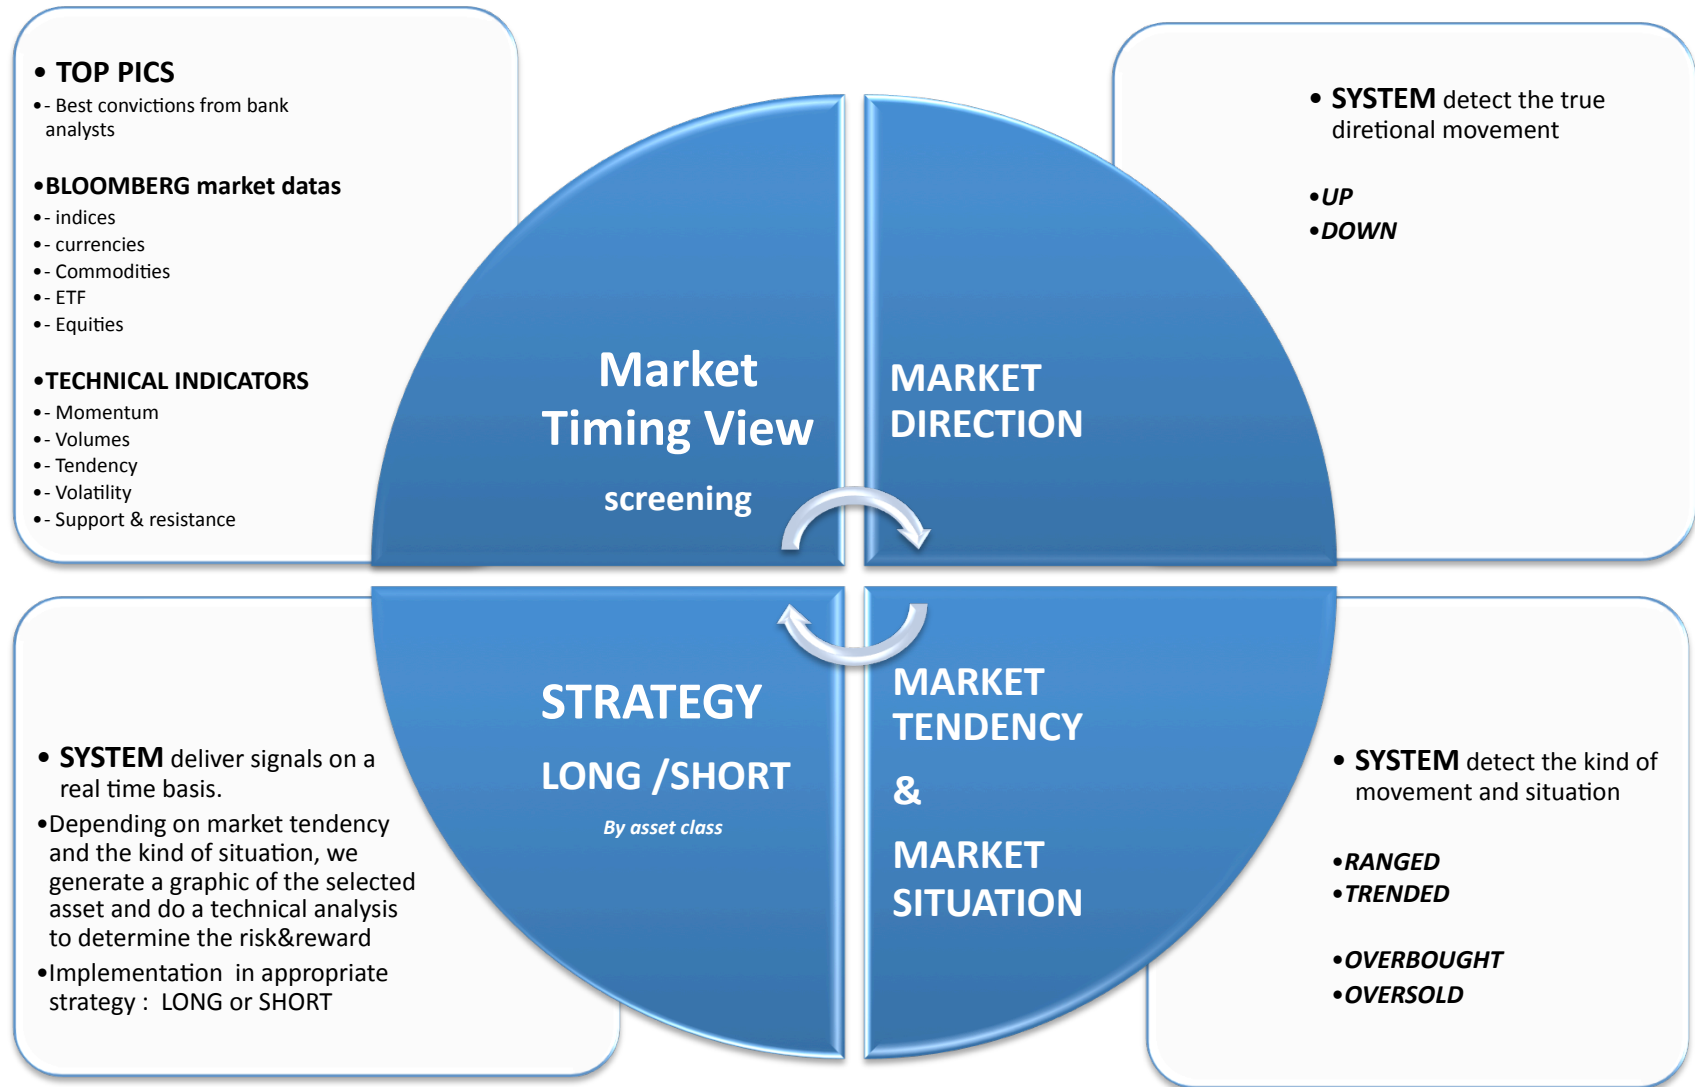 • TOP PICS
•- Best convictions from bank
analysts
•BLOOMBERG market datas
•- indices
•- currencies
•- Commodities
•- ETF
•- Equities
•TECHNICAL INDICATORS
•- Momentum
•- Volumes
•- Tendency
•- Volatility
•- Support & resistance
Market
Timing View
screening
MARKET
DIRECTION
• SYSTEM detect the true
diretional movement
•UP
•DOWN
• SYSTEM deliver signals on a
real time basis.
•Depending on market tendency
and the kind of situation, we
generate a graphic of the selected
asset and do a technical analysis
to determine the risk&reward
•Implementation in appropriate
strategy : LONG or SHORT
STRATEGY
LONG /SHORT
By asset class
MARKET
TENDENCY
&
MARKET
SITUATION
• SYSTEM detect the kind of
movement and situation
•RANGED
•TRENDED
•OVERBOUGHT
•OVERSOLD